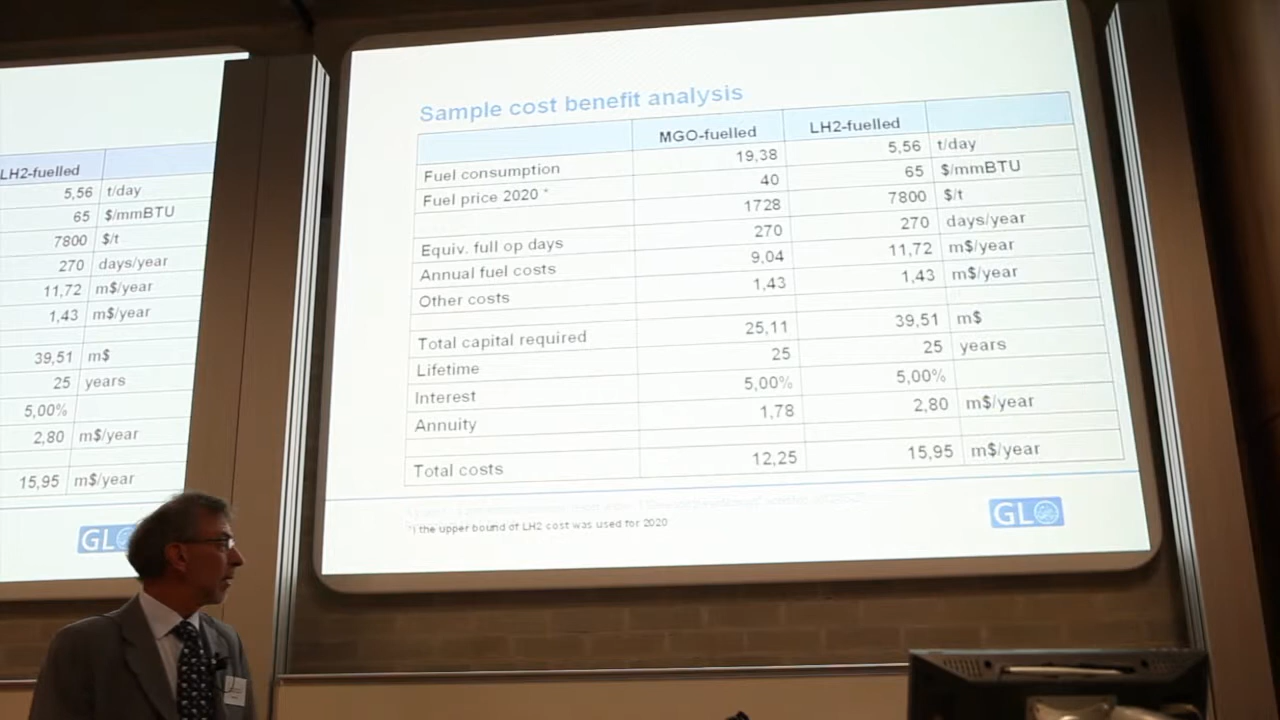 LH2-fuelled
5,56 t/day
65 $/mmBTU
7800 $/t
270 days/year
11,72 m$/year
1,43 m$/year
39,51 m$
25 years
5,00%
2,80 m$/year
15,95 m$/year
GL
Sample cost benefit analysis
MGO-fuelled LH2-fuelled
Fuel consumption 19,38 5,56 t/day
Fuel price 2020 * 40 65 $/mmBTU
1728 7800 $/t
Equiv. full op days 270 270 days/year
Annual fuel costs 9,04 11,72 m$/year
Other costs 1,43 1,43 m$/year
Total capital required 25,11 39,51 m$
Lifetime 25 25 years
Interest 5,00% 5,00%
Annuity 1,78 2,80 m$/year
Total costs 12,25 15,95 m$/year
*) the upper bound of LH2 cost was used for 2020
GL